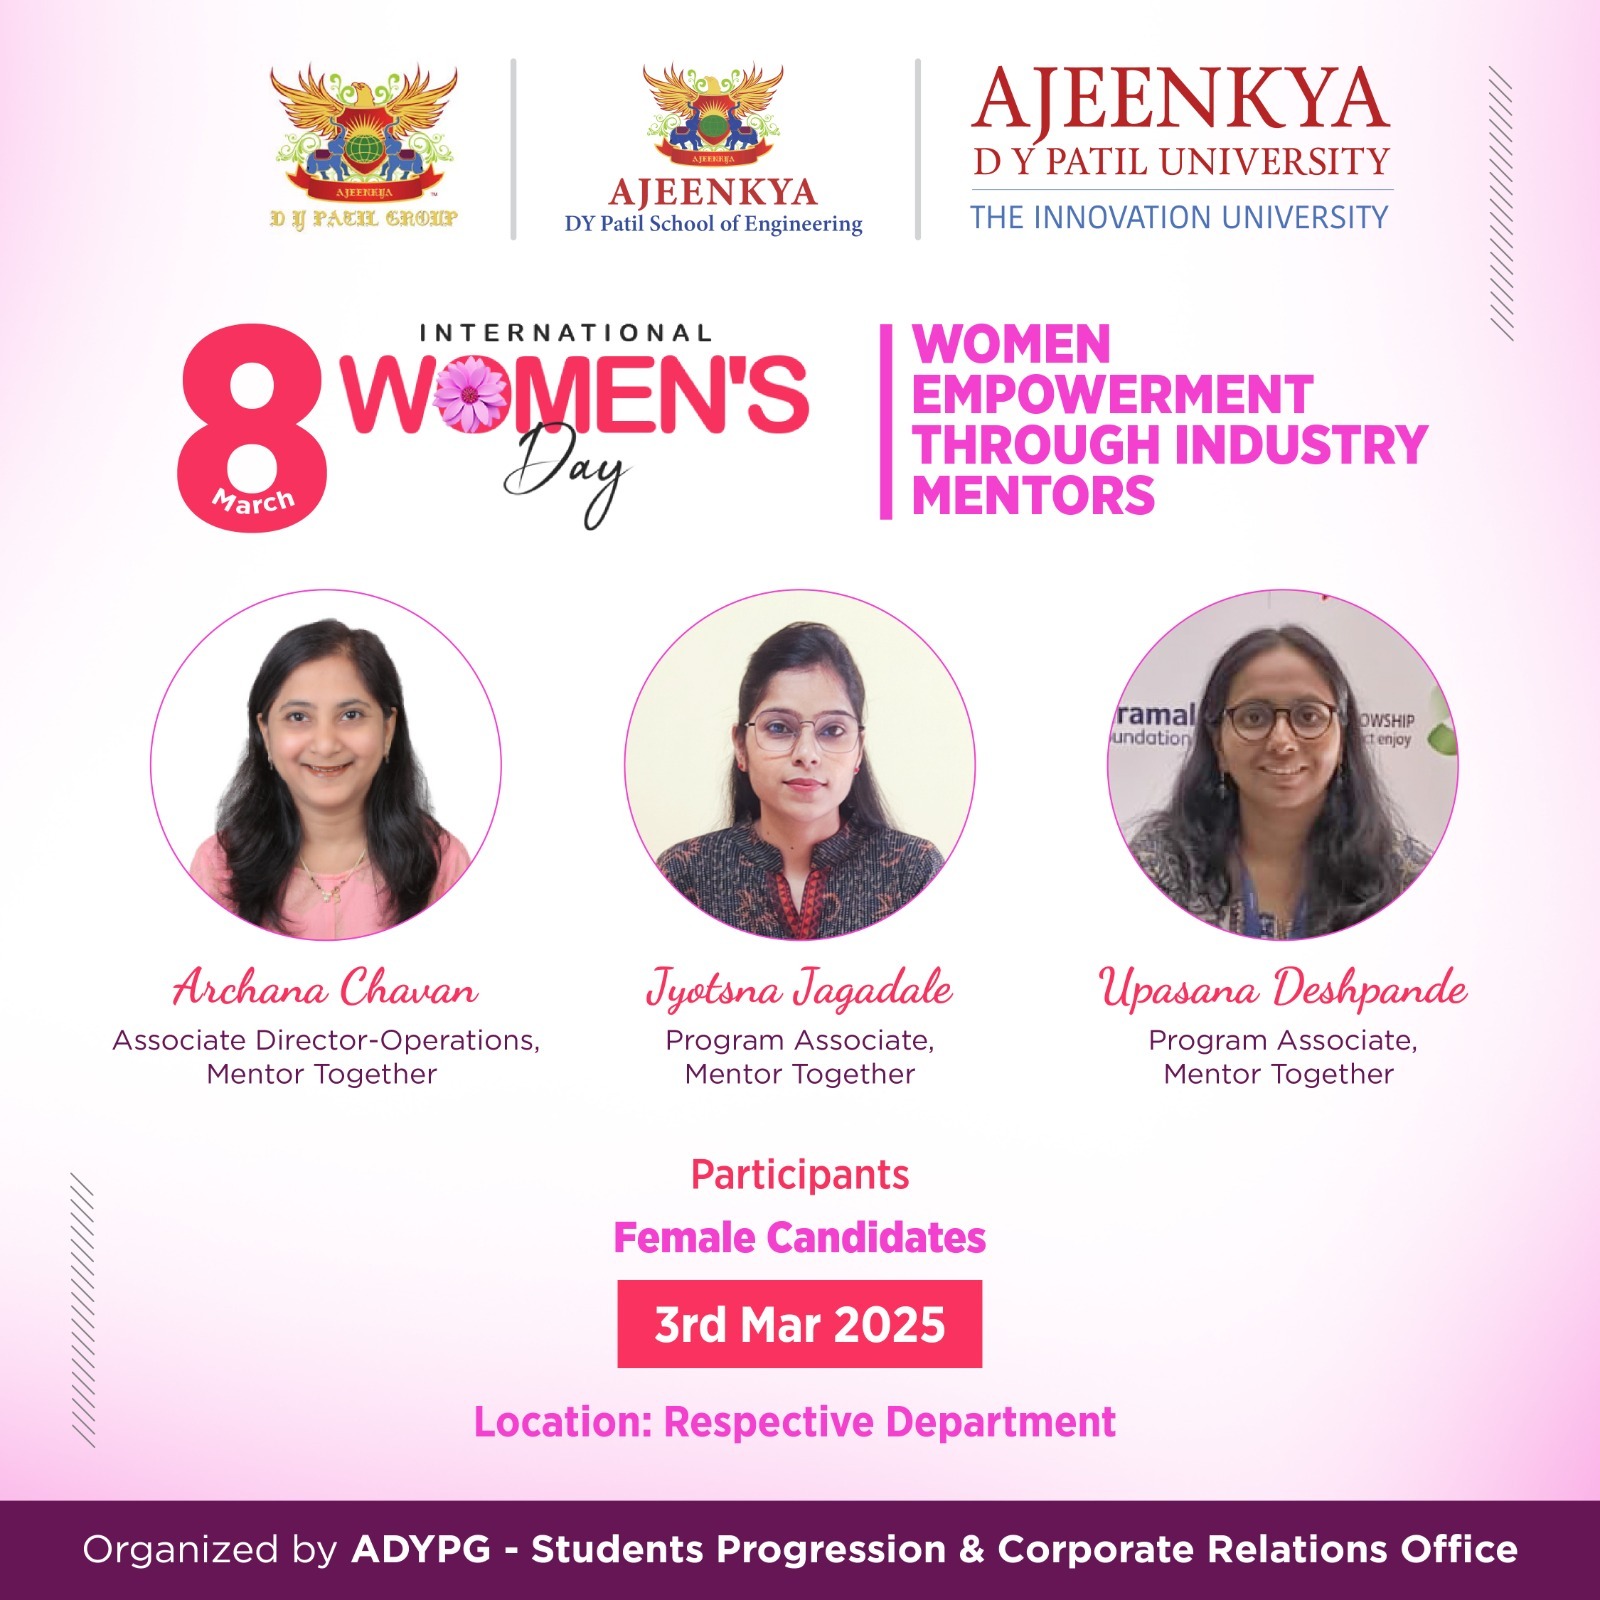 AJEENKYA
D Y PATIL GROUP
AJEENKYA
AJEENKYA
DY Patil School of Engineering
AJEENKYA
D Y PATIL UNIVERSITY
THE INNOVATION UNIVERSITY
8
March
INTERNATIONAL
WOMEN'S
Day
WOMEN
EMPOWERMENT
THROUGH INDUSTRY
MENTORS
ramal
undation
OWSHIP
ct enjoy
Archana Chavan
Associate Director-Operations,
Mentor Together
Jyotsna Jagadale
Program Associate,
Mentor Together
Upasana Deshpande
Program Associate,
Mentor Together
Participants
Female Candidates
3rd Mar 2025
Location: Respective Department
Organized by ADYPG - Students Progression & Corporate Relations Office